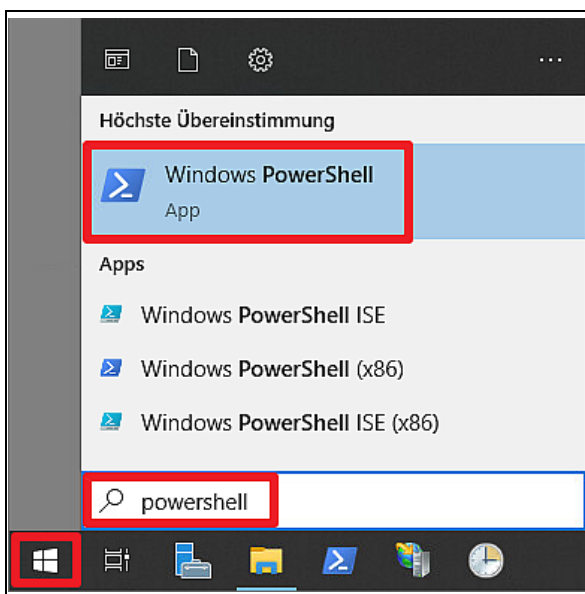 Höchste Übereinstimmung
Windows PowerShell
App
Apps
Windows PowerShell ISE
Windows PowerShell (x86)
Windows PowerShell ISE (x86)
powershell